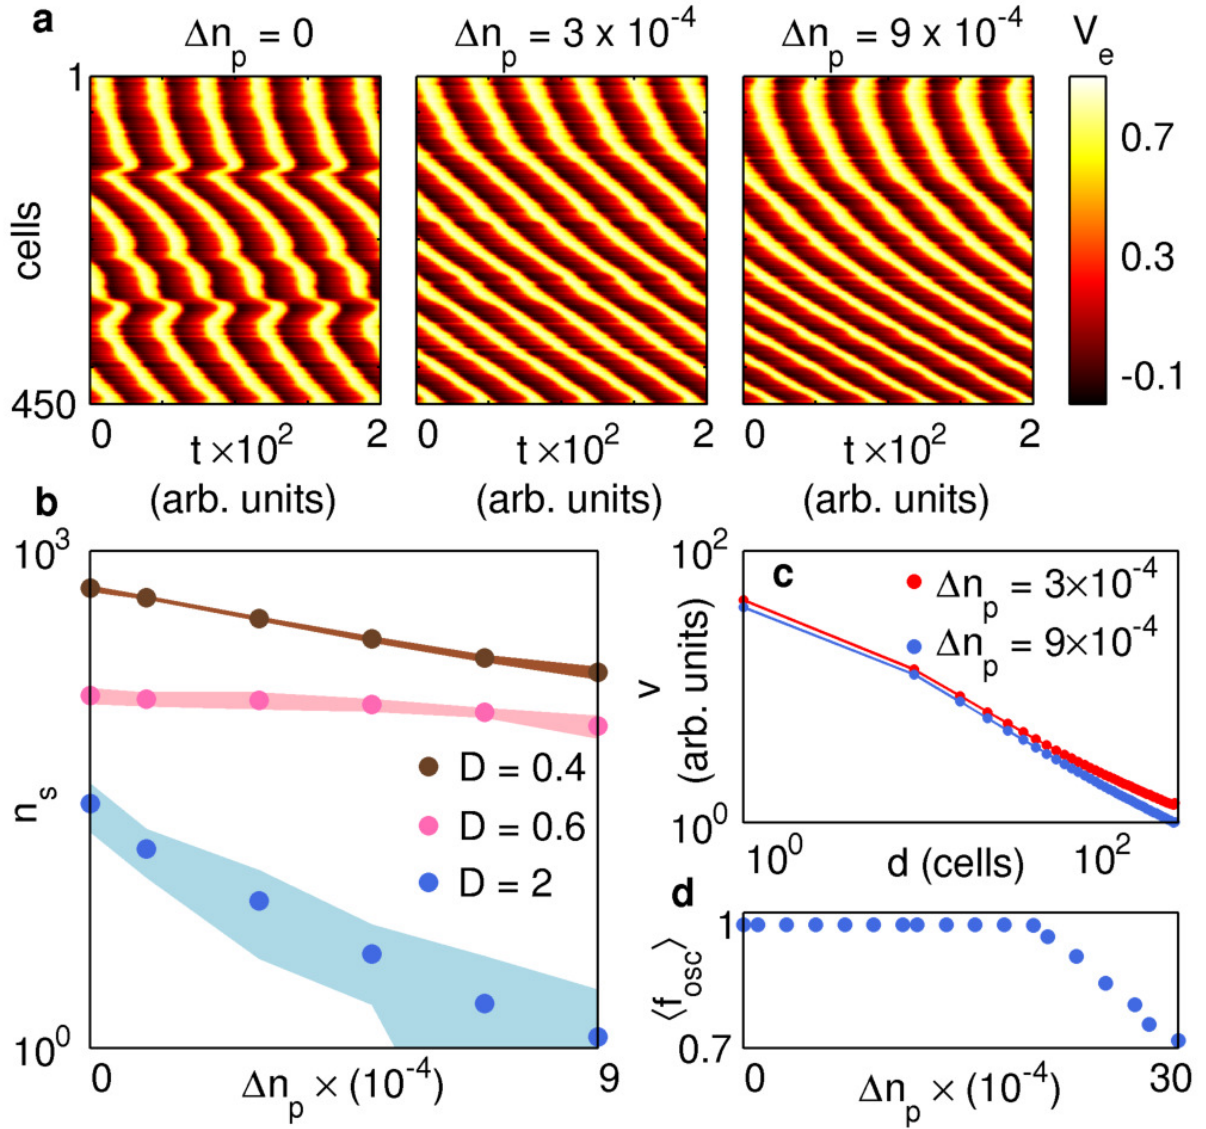 a
Δn_p = 0
Δn_p = 3 x 10^-4
Δn_p = 9 x 10^-4
V_e
1
cells
450
0.7
0.3
-0.1
0 t ×10^2 2
(arb. units)
0 t ×10^2 2
(arb. units)
0 t ×10^2 2
(arb. units)
b
10^3
n_s
10^0
D = 0.4
D = 0.6
D = 2
0 Δn_p × (10^-4) 9
c
10^2
v
(arb. units)
10^0
Δn_p = 3×10^-4
Δn_p = 9×10^-4
10^0 d (cells) 10^2
d
1
⟨f_osc⟩
0.7
0 Δn_p × (10^-4) 30